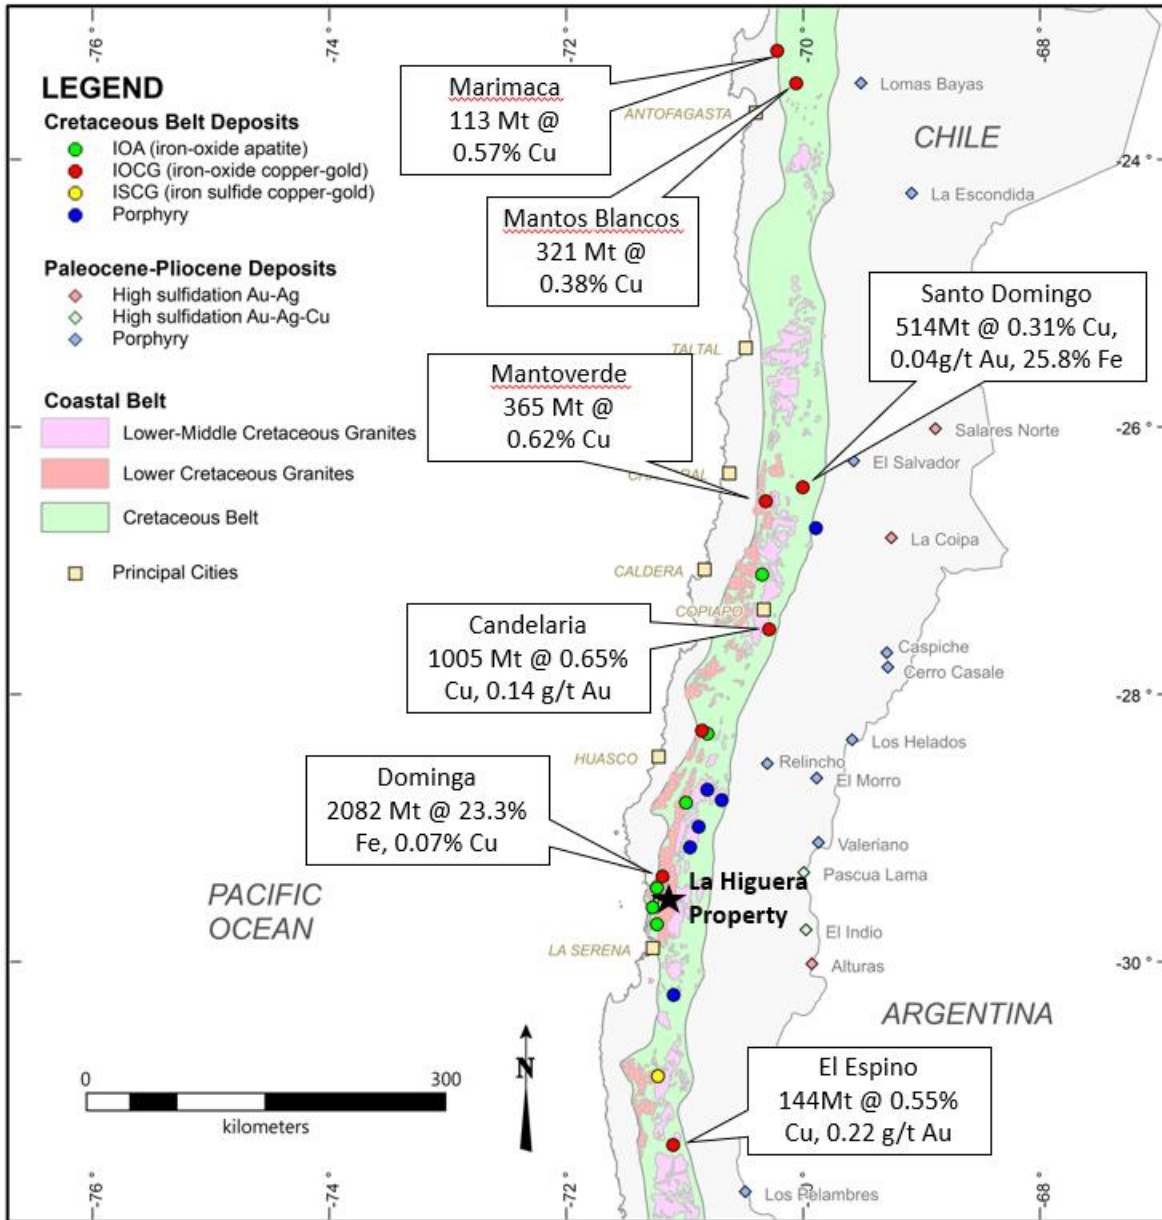 -76 °
-74 °
-72 °
-70 °
-68 °
LEGEND
Cretaceous Belt Deposits
IOA (iron-oxide apatite)
IOCG (iron-oxide copper-gold)
ISCG (iron sulfide copper-gold)
Porphyry
Paleocene-Pliocene Deposits
High sulfidation Au-Ag
High sulfidation Au-Ag-Cu
Porphyry
Coastal Belt
Lower-Middle Cretaceous Granites
Lower Cretaceous Granites
Cretaceous Belt
Principal Cities
Marimaca
113 Mt @
0.57% Cu
ANTOFAGASTA
Lomas Bayas
CHILE
-24 °
La Escondida
Mantos Blancos
321 Mt @
0.38% Cu
Santo Domingo
514Mt @ 0.31% Cu,
0.04g/t Au, 25.8% Fe
TALTAL
Mantoverde
365 Mt @
0.62% Cu
-26 °
Salares Norte
El Salvador
La Coipa
CALDERA
COPIAPO
Candelaria
1005 Mt @ 0.65%
Cu, 0.14 g/t Au
Caspiche
Cerro Casale
-28 °
Los Helados
HUASCO
Relincho
El Morro
Dominga
2082 Mt @ 23.3%
Fe, 0.07% Cu
Valeriano
Pascua Lama
La Higuera
Property
PACIFIC
OCEAN
El Indio
LA SERENA
Alturas
-30 °
ARGENTINA
N
0
300
kilometers
El Espino
144Mt @ 0.55%
Cu, 0.22 g/t Au
Los Pelambres
-76 °
-74 °
-72 °
-68 °